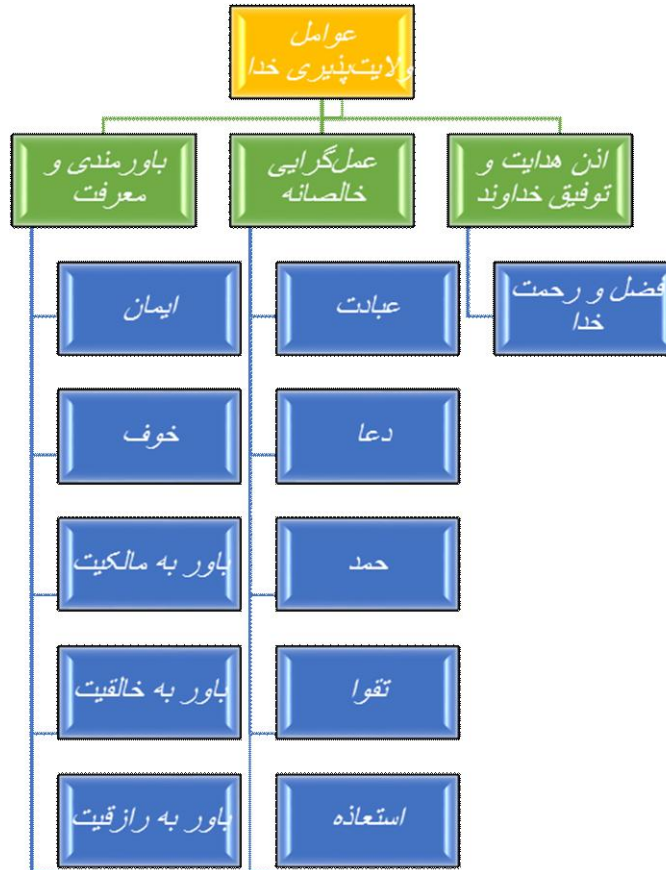 عوامل
ولایت‌پذیری خدا
اذن هدایت و
توفیق خداوند
عمل‌گرایی
خالصانه
باورمندی و
معرفت
فضل و رحمت
خدا
عبادت
دعا
حمد
تقوا
استعاذه
ایمان
خوف
باور به مالکیت
باور به خالقیت
باور به رازقیت